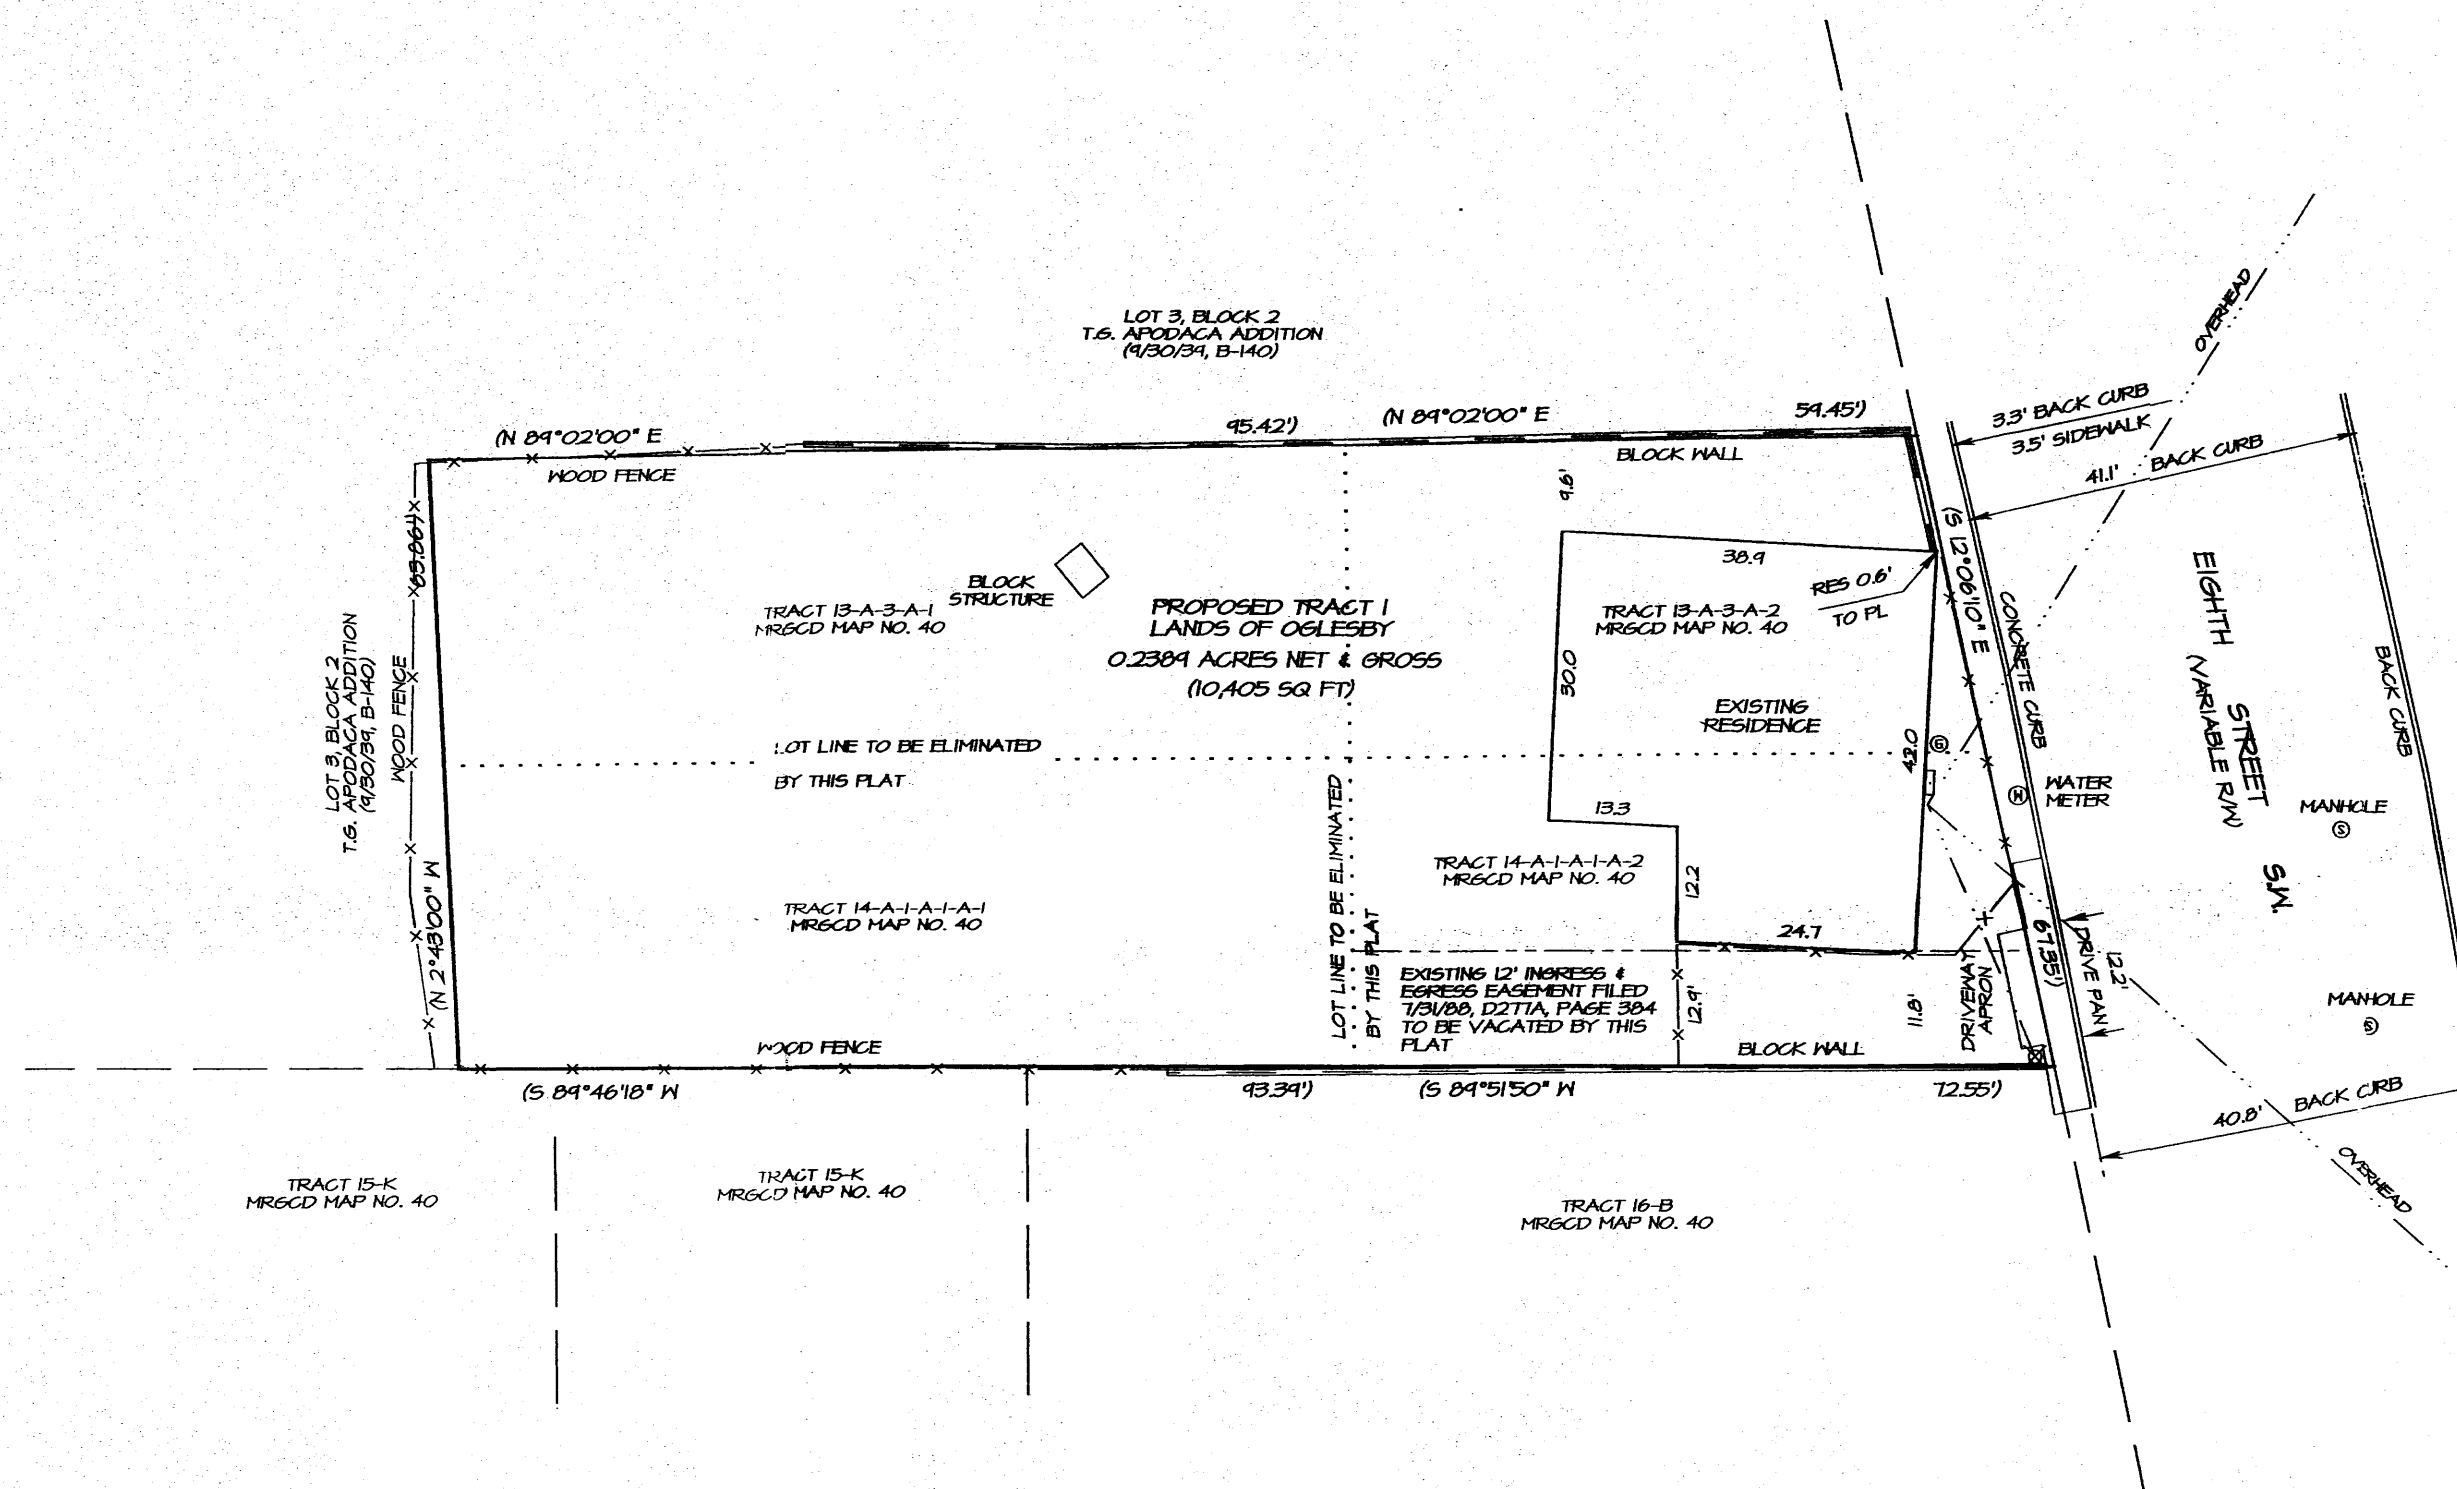 LOT 3, BLOCK 2
T.G. APODACA ADDITION
(9/30/39, B-140)
(N 89°02'00" E
95.42')
(N 89°02'00" E
59.45')
WOOD FENCE
BLOCK WALL
3.3' BACK CURB
3.5' SIDEWALK
41.1' BACK CURB
OVERHEAD
9.6'
38.9
RES 0.6'
TO PL
(S 12°06'10" E
67.35')
CONCRETE CURB
EIGHTH STREET S.W.
(VARIABLE R/W)
BACK CURB
65.86')
(N 2°43'00" W
WOOD FENCE
LOT 3, BLOCK 2
T.G. APODACA ADDITION
(9/30/39, B-140)
BLOCK
STRUCTURE
TRACT 13-A-3-A-1
MRGCD MAP NO. 40
PROPOSED TRACT 1
LANDS OF OGLESBY
0.2389 ACRES NET & GROSS
(10,405 SQ FT)
TRACT 13-A-3-A-2
MRGCD MAP NO. 40
30.0
EXISTING
RESIDENCE
42.0
G
W
WATER
METER
MANHOLE
S
LOT LINE TO BE ELIMINATED
BY THIS PLAT
13.3
12.2
TRACT 14-A-1-A-1-A-2
MRGCD MAP NO. 40
TRACT 14-A-1-A-1-A-1
MRGCD MAP NO. 40
LOT LINE TO BE ELIMINATED
BY THIS PLAT
24.7
EXISTING 12' INGRESS &
EGRESS EASEMENT FILED
7/31/88, D277A, PAGE 384
TO BE VACATED BY THIS
PLAT
12.9'
11.8'
DRIVEWAY
APRON
DRIVE PAN
12.2'
MANHOLE
S
WOOD FENCE
BLOCK WALL
(S 89°46'18" W
93.39')
(S 89°51'50" W
72.55')
40.8' BACK CURB
OVERHEAD
TRACT 15-K
MRGCD MAP NO. 40
TRACT 15-K
MRGCD MAP NO. 40
TRACT 16-B
MRGCD MAP NO. 40